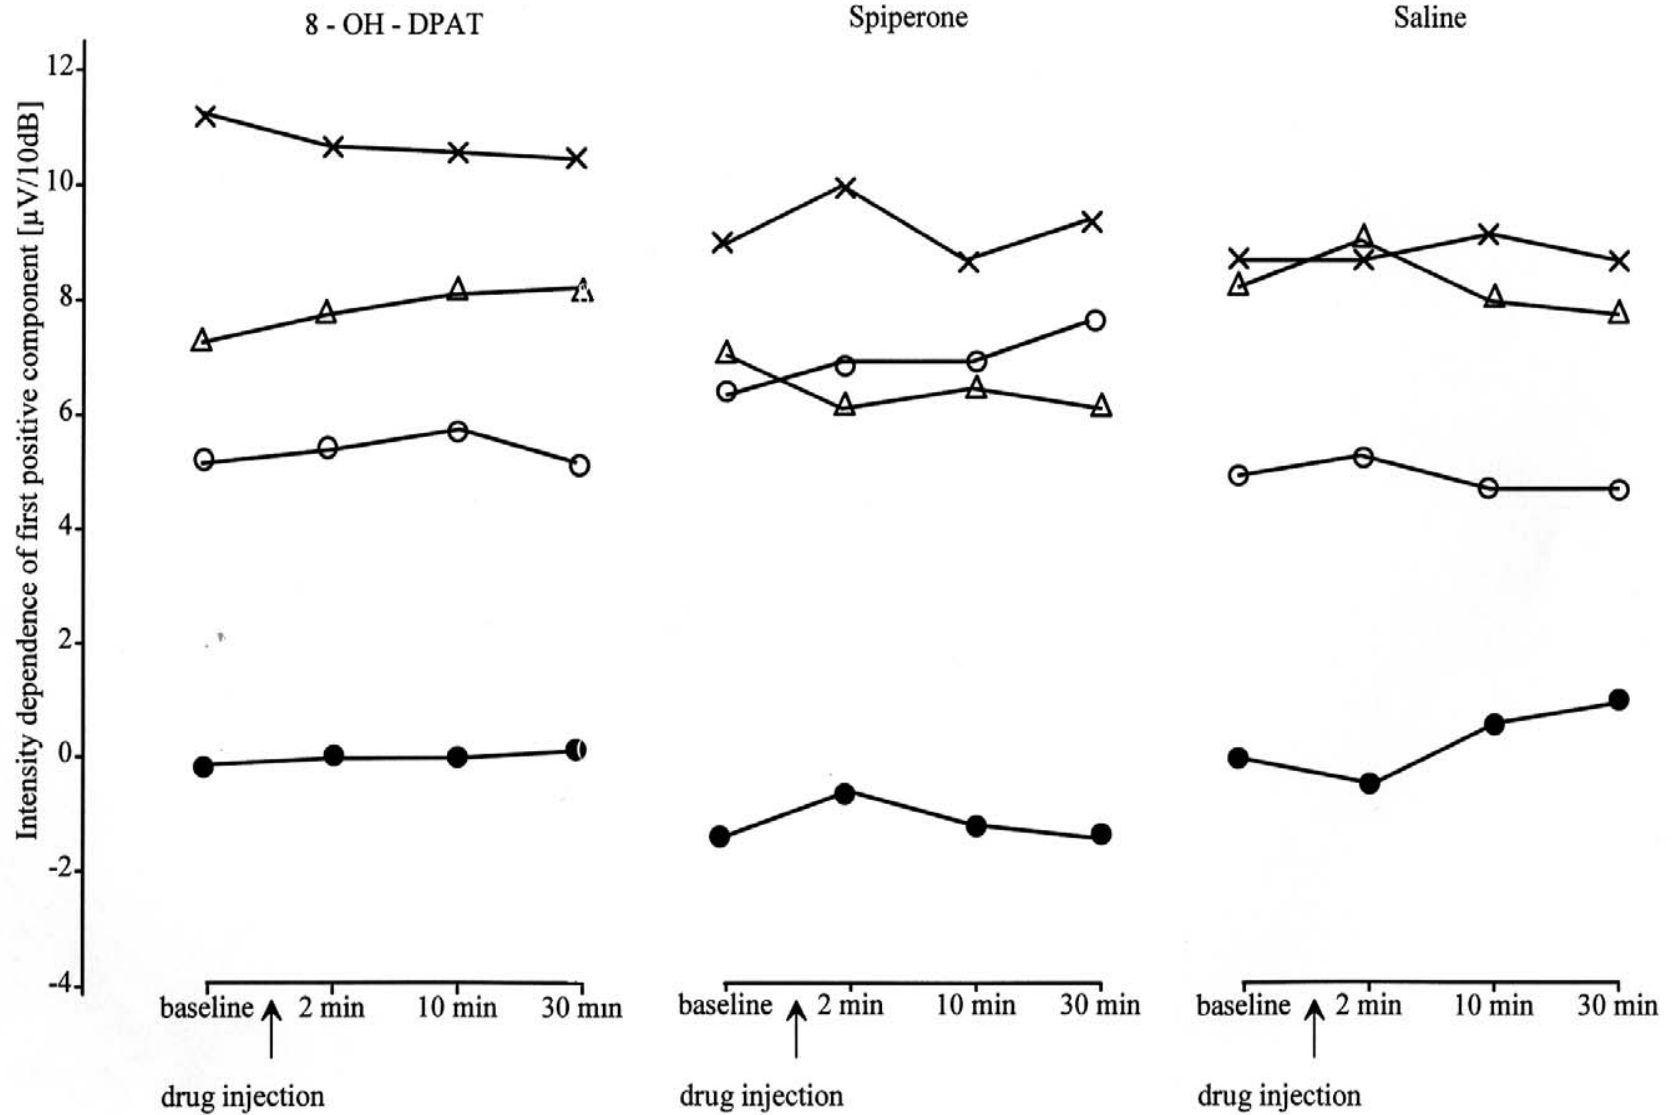 8 - OH - DPAT
Spiperone
Saline
Intensity dependence of first positive component [µV/10dB]
12
10
8
6
4
2
0
-2
-4
baseline 2 min 10 min 30 min
baseline 2 min 10 min 30 min
baseline 2 min 10 min 30 min
drug injection
drug injection
drug injection